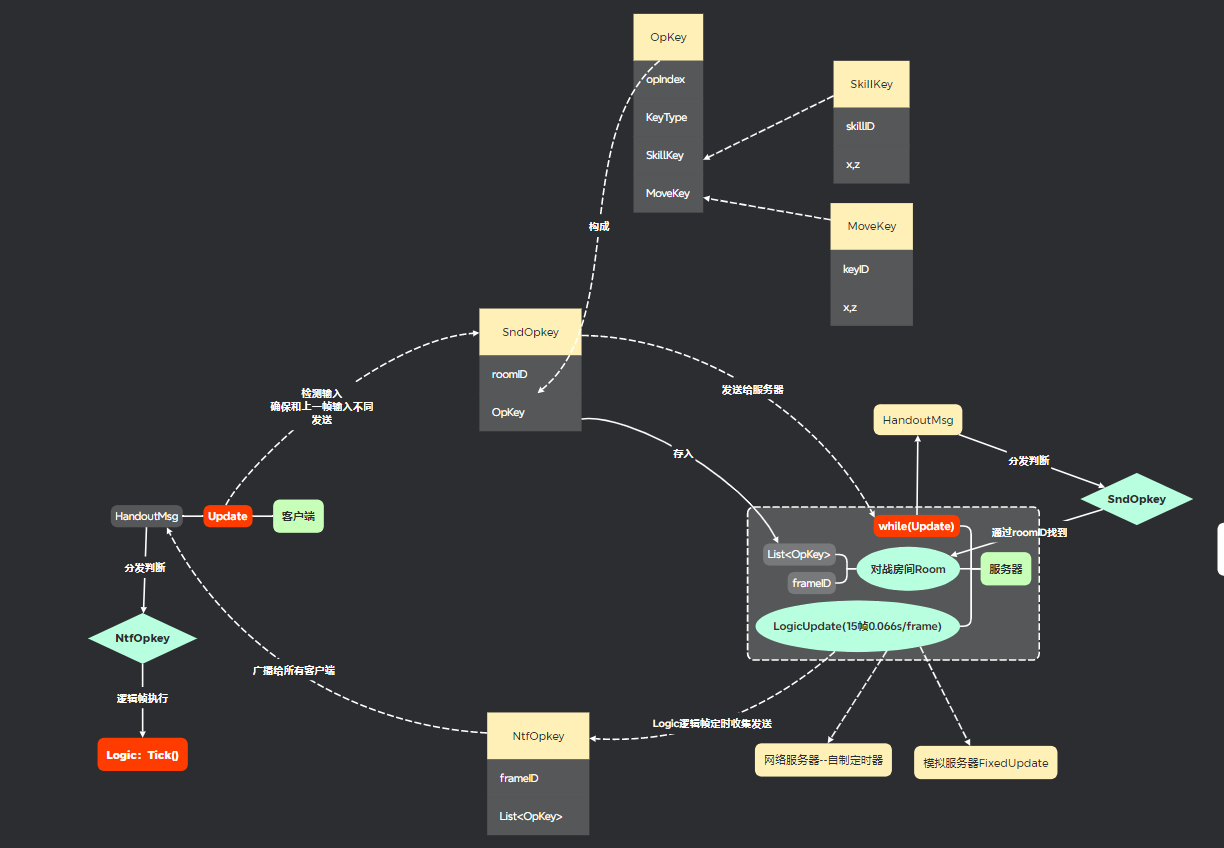 OpKey
opIndex
KeyType
SkillKey
MoveKey
SkillKey
skillID
x,z
MoveKey
keyID
x,z
构成
SndOpkey
roomID
OpKey
检测输入
确保和上一帧输入不同
发送
发送给服务器
存入
HandoutMsg
分发判断
SndOpkey
通过roomID找到
HandoutMsg
Update
客户端
分发判断
NtfOpkey
逻辑帧执行
Logic：Tick()
while(Update)
List<OpKey>
frameID
对战房间Room
服务器
LogicUpdate(15帧0.066s/frame)
广播给所有客户端
Logic逻辑帧定时收集发送
NtfOpkey
frameID
List<OpKey>
网络服务器--自制定时器
模拟服务器FixedUpdate